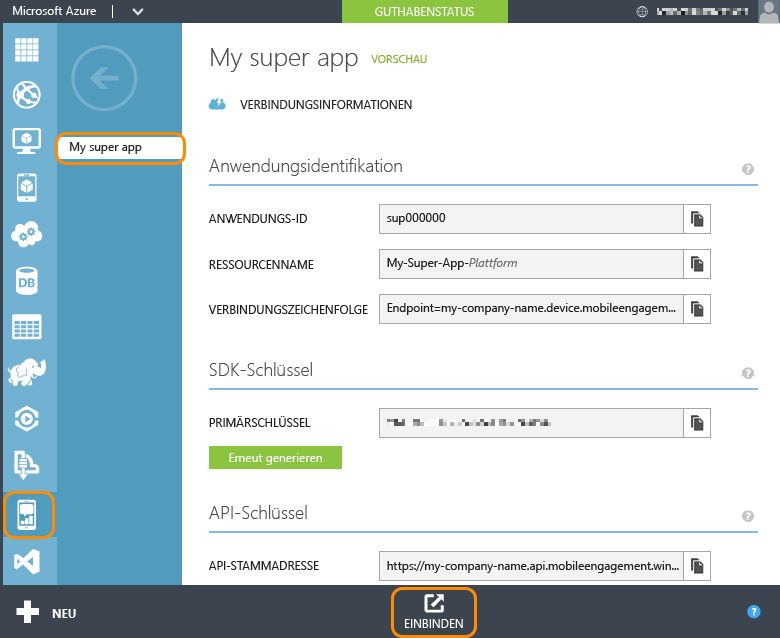 Microsoft Azure
GUTHABENSTATUS
My super app VORSCHAU
VERBINDUNGSINFORMATIONEN
My super app
Anwendungsidentifikation ?
ANWENDUNGS-ID sup000000
RESSOURCENNAME My-Super-App-Plattform
VERBINDUNGSZEICHENFOLGE Endpoint=my-company-name.device.mobileengagem...
SDK-Schlüssel ?
PRIMÄRSCHLÜSSEL
Erneut generieren
API-Schlüssel ?
API-STAMMADRESSE https://my-company-name.api.mobileengagement.win...
DB
NEU
EINBINDEN
?